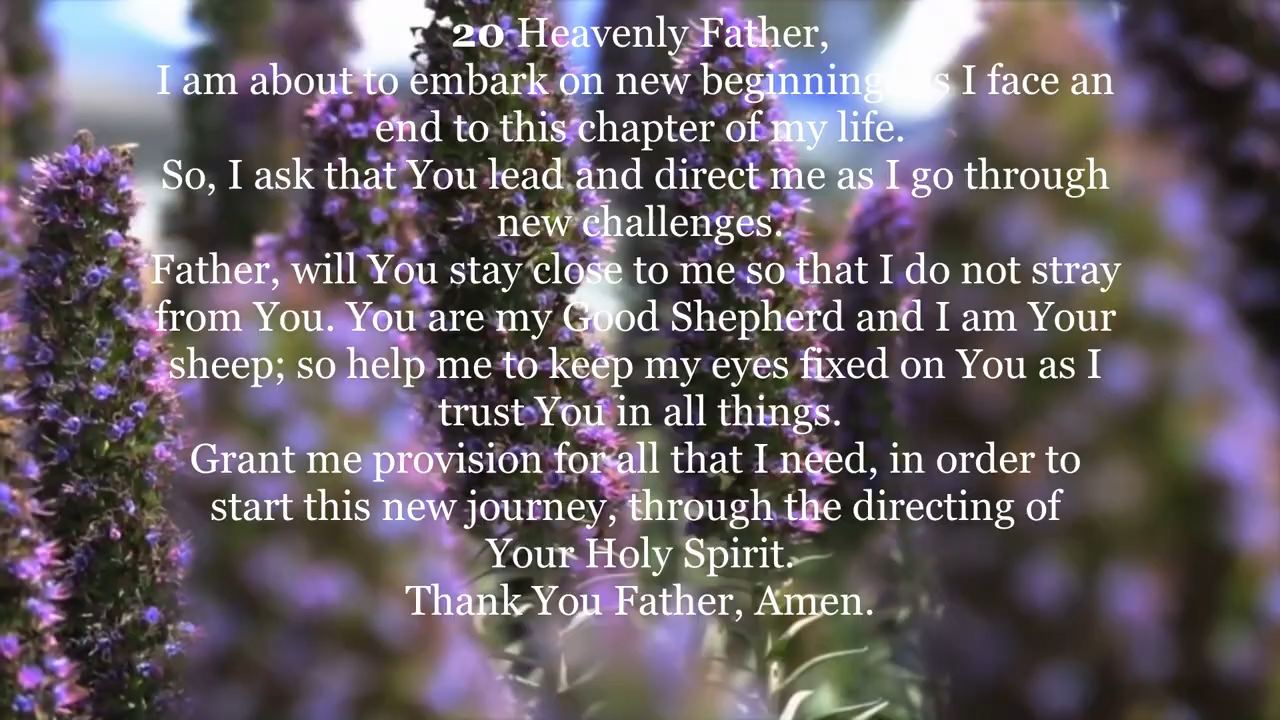 20 Heavenly Father,
I am about to embark on new beginnings as I face an
end to this chapter of my life.
So, I ask that You lead and direct me as I go through
new challenges.
Father, will You stay close to me so that I do not stray
from You. You are my Good Shepherd and I am Your
sheep; so help me to keep my eyes fixed on You as I
trust You in all things.
Grant me provision for all that I need, in order to
start this new journey, through the directing of
Your Holy Spirit.
Thank You Father, Amen.